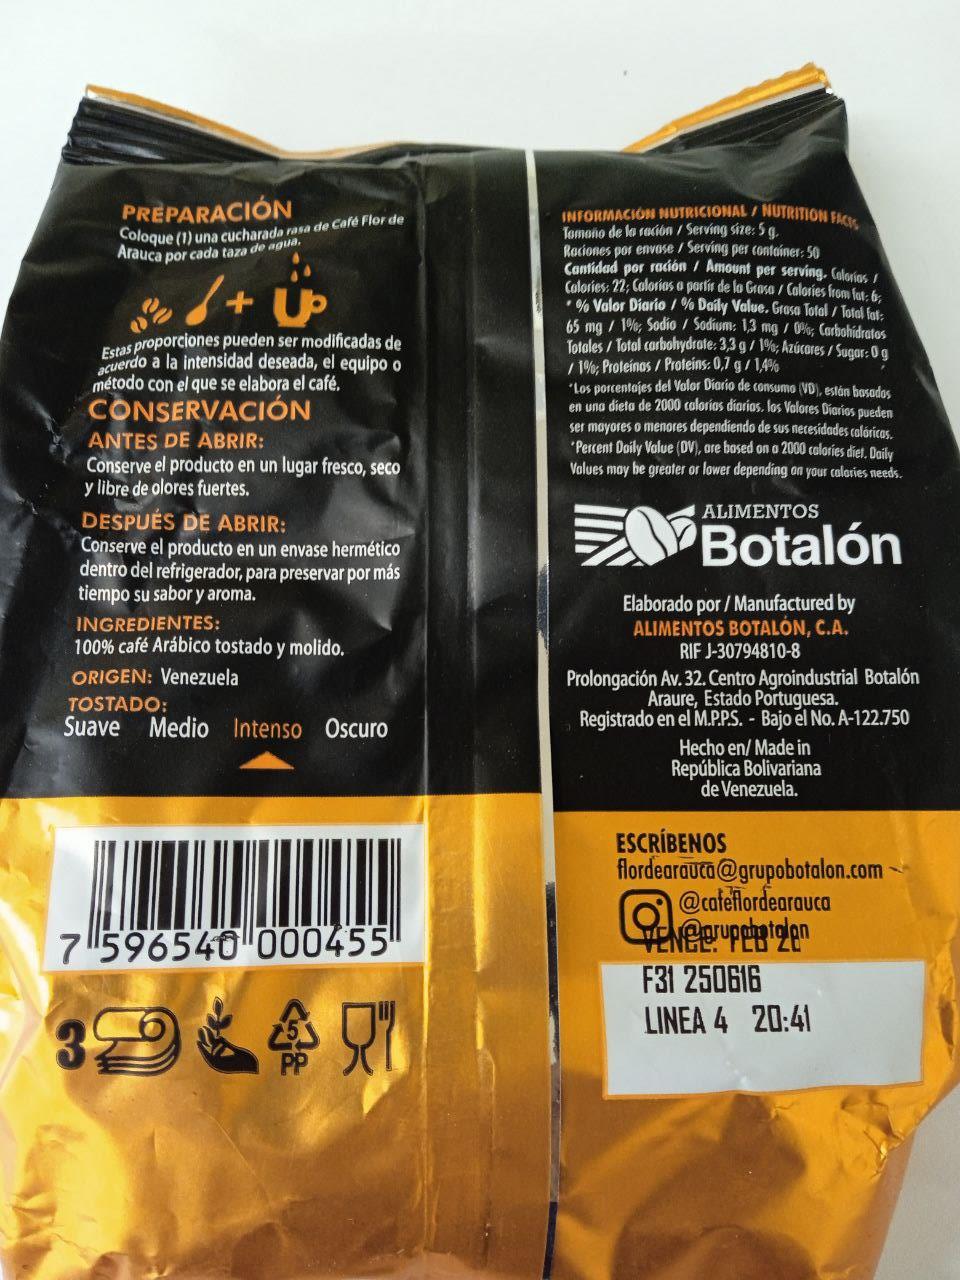 PREPARACIÓN
Coloque (1) una cucharada rasa de Café Flor de
Arauca por cada taza de agua.
Estas proporciones pueden ser modificadas de
acuerdo a la intensidad deseada, el equipo o
método con el que se elabora el café.
CONSERVACIÓN
ANTES DE ABRIR:
Conserve el producto en un lugar fresco, seco
y libre de olores fuertes.
DESPUÉS DE ABRIR:
Conserve el producto en un envase hermético
dentro del refrigerador, para preservar por más
tiempo su sabor y aroma.
INGREDIENTES:
100% café Arábico tostado y molido.
ORIGEN: Venezuela
TOSTADO:
Suave Medio Intenso Oscuro
7 596540 000455
3
5
PP
INFORMACIÓN NUTRICIONAL / NUTRITION FACTS
Tamaño de la ración / Serving size: 5 g.
Raciones por envase / Serving per container: 50
Cantidad por ración / Amount per serving. Calorías /
Calories: 22; Calorías a partir de la Grasa / Calories from fat: 6;
* % Valor Diario / % Daily Value. Grasa Total / Total fat:
65 mg / 1%; Sodio / Sodium: 1,3 mg / 0%; Carbohidratos
Totales / Total carbohydrate: 3,3 g / 1%; Azúcares / Sugar: 0 g
/ 1%; Proteínas / Proteins: 0,7 g / 1,4%
*Los porcentajes del Valor Diario de consumo (VD), están basados
en una dieta de 2000 calorías diarias. los Valores Diarios pueden
ser mayores o menores dependiendo de sus necesidades calóricas.
*Percent Daily Value (DV), are based on a 2000 calories diet. Daily
Values may be greater or lower depending on your calories needs.
ALIMENTOS
Botalón
Elaborado por / Manufactured by
ALIMENTOS BOTALÓN, C.A.
RIF J-30794810-8
Prolongación Av. 32. Centro Agroindustrial Botalón
Araure, Estado Portuguesa.
Registrado en el M.P.P.S. - Bajo el No. A-122.750
Hecho en/ Made in
República Bolivariana
de Venezuela.
ESCRÍBENOS
flordearauca@grupobotalon.com
@cafeflordearauca
@grupobotalon
VENCE: FEB
F31 250616
LINEA 4 20:41